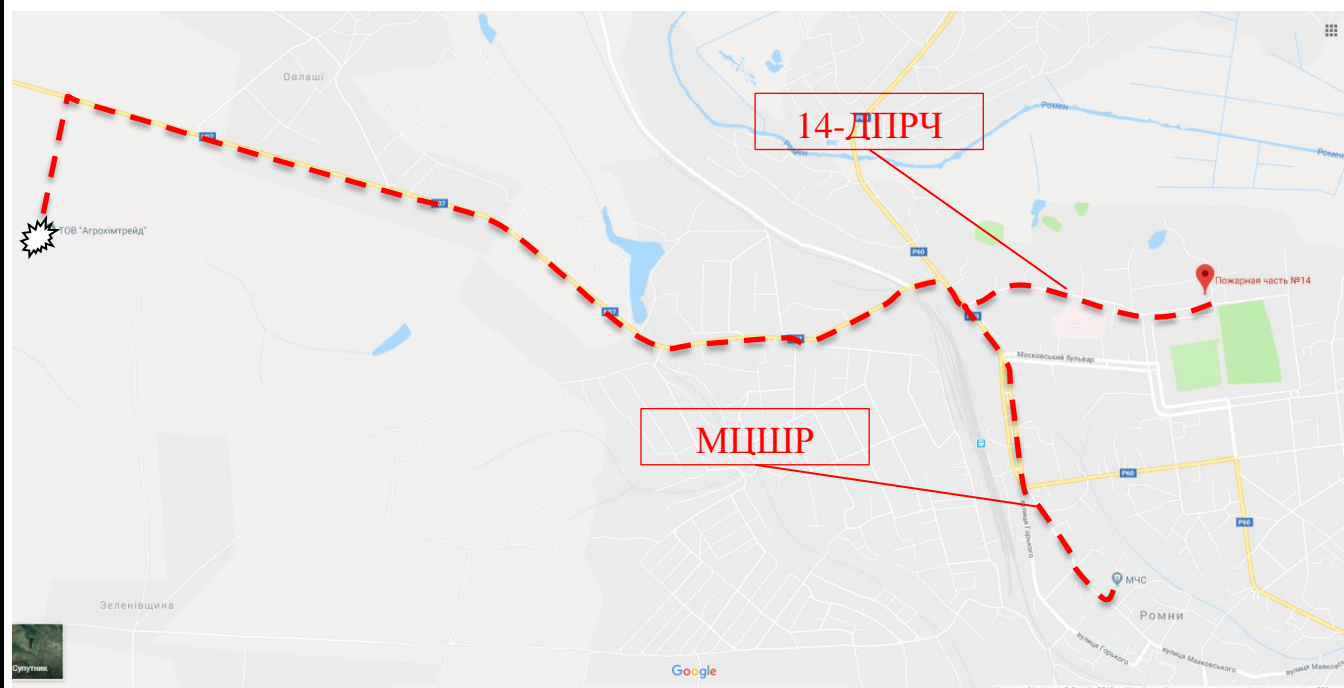 Овлаші
14-ДПРЧ
Ромен
Ромен
Ромен
ТОВ "Агрохімтрейд"
P60
Пожарная часть №14
Московський бульвар
МЦШР
P60
P60
вулиця Горького
МЧС
Зеленівщина
Ромни
вулиця Горького
вулиця Маяковського
Супутник
Google